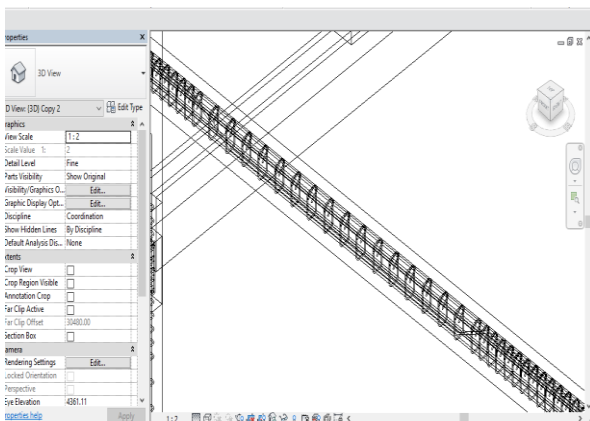 roperties X
3D View
D View: {3D} Copy 2 Edit Type
raphics
View Scale 1 : 2
Scale Value 1: 2
Detail Level Fine
Parts Visibility Show Original
Visibility/Graphics O... Edit...
Graphic Display Opt... Edit...
Discipline Coordination
Show Hidden Lines By Discipline
Default Analysis Dis... None
xtents
Crop View
Crop Region Visible
Annotation Crop
Far Clip Active
Far Clip Offset 30480.00
Section Box
amera
Rendering Settings Edit...
Locked Orientation
Perspective
Eye Elevation 4361.11
roperties help Apply
1 : 2